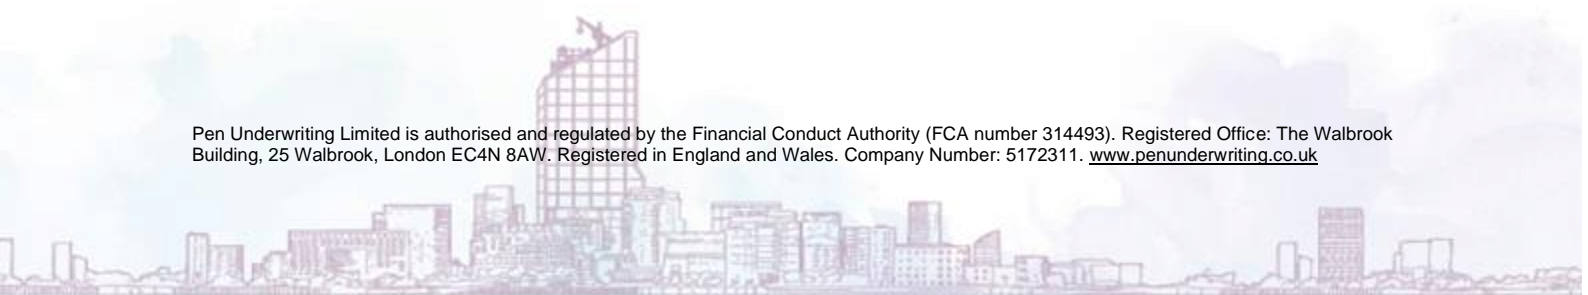 Pen Underwriting Limited is authorised and regulated by the Financial Conduct Authority (FCA number 314493). Registered Office: The Walbrook
Building, 25 Walbrook, London EC4N 8AW. Registered in England and Wales. Company Number: 5172311. www.penunderwriting.co.uk